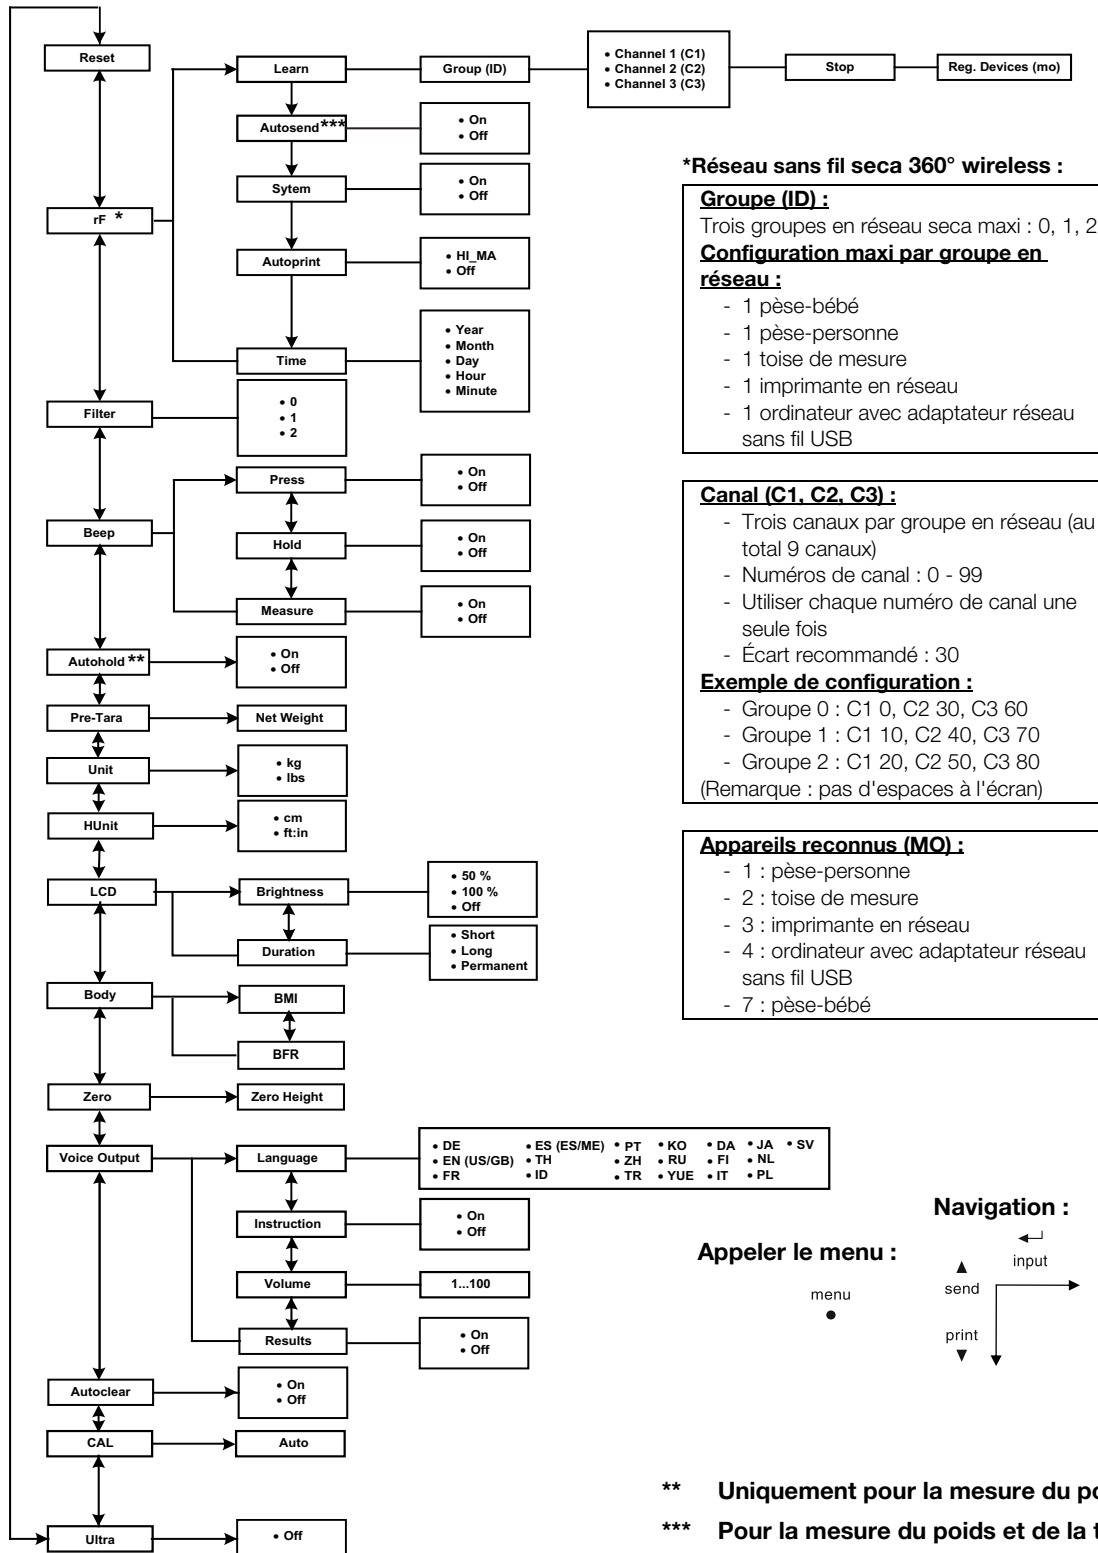 Reset
Learn
Group (ID)
• Channel 1 (C1)
• Channel 2 (C2)
• Channel 3 (C3)
Stop
Reg. Devices (mo)
Autosend***
• On
• Off
Sytem
• On
• Off
rF *
Autoprint
• HI_MA
• Off
Time
• Year
• Month
• Day
• Hour
• Minute
Filter
• 0
• 1
• 2
Beep
Press
• On
• Off
Hold
• On
• Off
Measure
• On
• Off
Autohold **
• On
• Off
Pre-Tara
Net Weight
Unit
• kg
• lbs
HUnit
• cm
• ft:in
LCD
Brightness
• 50 %
• 100 %
• Off
Duration
• Short
• Long
• Permanent
Body
BMI
BFR
Zero
Zero Height
Voice Output
Language
• DE • ES (ES/ME) • PT • KO • DA • JA • SV
• EN (US/GB) • TH • ZH • RU • FI • NL
• FR • ID • TR • YUE • IT • PL
Instruction
• On
• Off
Volume
1...100
Results
• On
• Off
Autoclear
• On
• Off
CAL
Auto
Ultra
• Off
*Réseau sans fil seca 360° wireless :
Groupe (ID) :
Trois groupes en réseau seca maxi : 0, 1, 2
Configuration maxi par groupe en
réseau :
- 1 pèse-bébé
- 1 pèse-personne
- 1 toise de mesure
- 1 imprimante en réseau
- 1 ordinateur avec adaptateur réseau
sans fil USB
Canal (C1, C2, C3) :
- Trois canaux par groupe en réseau (au
total 9 canaux)
- Numéros de canal : 0 - 99
- Utiliser chaque numéro de canal une
seule fois
- Écart recommandé : 30
Exemple de configuration :
- Groupe 0 : C1 0, C2 30, C3 60
- Groupe 1 : C1 10, C2 40, C3 70
- Groupe 2 : C1 20, C2 50, C3 80
(Remarque : pas d'espaces à l'écran)
Appareils reconnus (MO) :
- 1 : pèse-personne
- 2 : toise de mesure
- 3 : imprimante en réseau
- 4 : ordinateur avec adaptateur réseau
sans fil USB
- 7 : pèse-bébé
Navigation :
Appeler le menu :
input
send
menu
print
** Uniquement pour la mesure du
*** Pour la mesure du poids et de la